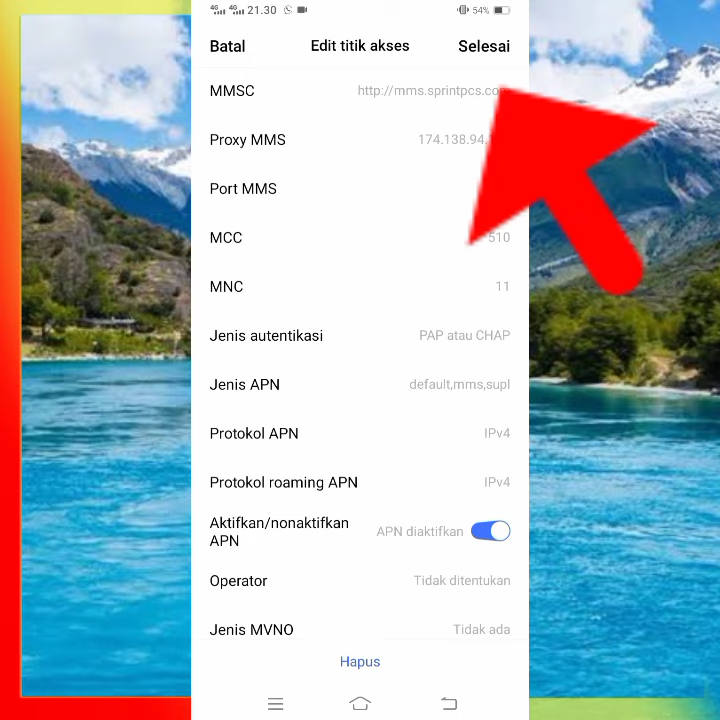 4G 4G 21.30 54%
Batal Edit titik akses Selesai
MMSC http://mms.sprintpcs.co
Proxy MMS 174.138.94.
Port MMS
MCC 510
MNC 11
Jenis autentikasi PAP atau CHAP
Jenis APN default,mms,supl
Protokol APN IPv4
Protokol roaming APN IPv4
Aktifkan/nonaktifkan APN diaktifkan
APN
Operator Tidak ditentukan
Jenis MVNO Tidak ada
Hapus